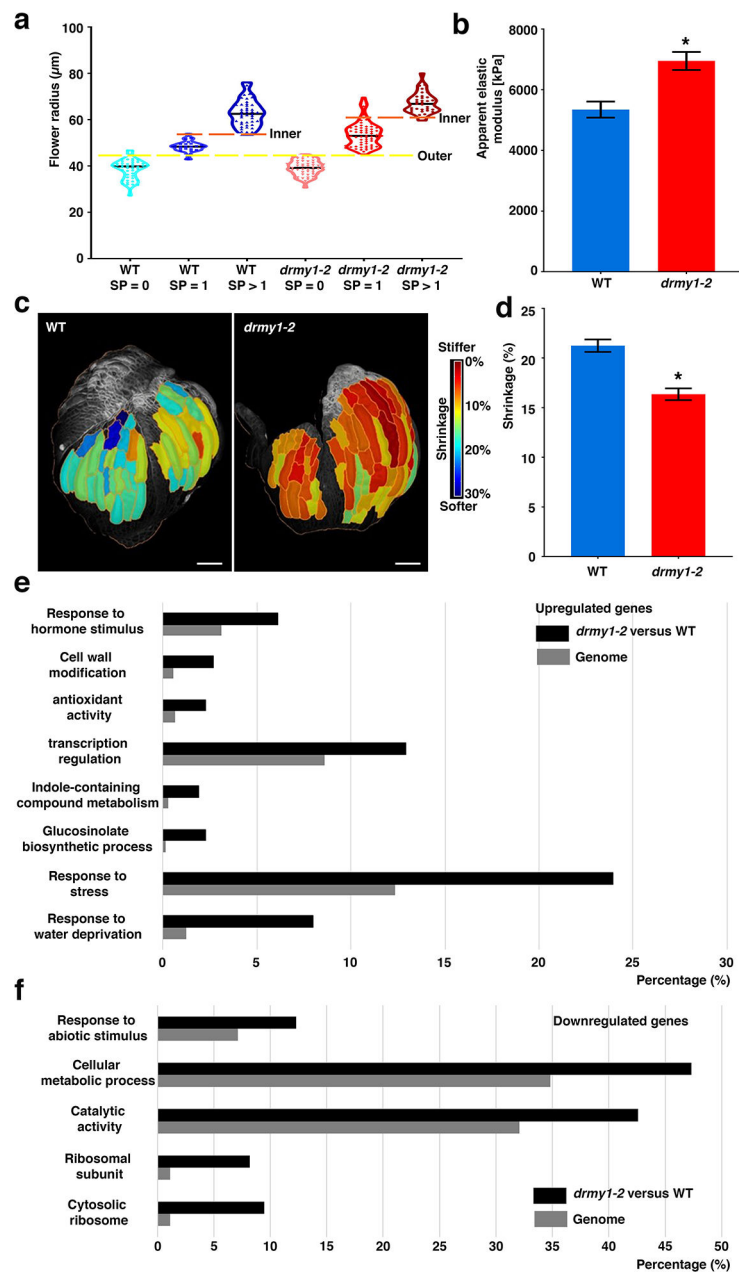 a
Flower radius (µm)
100
80
60
40
20
0
Inner
Inner
Outer
WT WT WT drmy1-2 drmy1-2 drmy1-2
SP = 0 SP = 1 SP > 1 SP = 0 SP = 1 SP > 1
b
Apparent elastic
modulus [kPa]
8000
6000
4000
2000
0
*
WT drmy1-2
c
WT
drmy1-2
Stiffer
0%
10%
20%
30%
Shrinkage
Softer
d
Shrinkage (%)
25
20
15
10
5
0
*
WT drmy1-2
e
Upregulated genes
drmy1-2 versus WT
Genome
Response to
hormone stimulus
Cell wall
modification
antioxidant
activity
transcription
regulation
Indole-containing
compound metabolism
Glucosinolate
biosynthetic process
Response to
stress
Response to
water deprivation
0 5 10 15 20 25 30
Percentage (%)
f
Downregulated genes
Response to
abiotic stimulus
Cellular
metabolic process
Catalytic
activity
Ribosomal
subunit
Cytosolic
ribosome
drmy1-2 versus WT
Genome
0 5 10 15 20 25 30 35 40 45 50
Percentage (%)